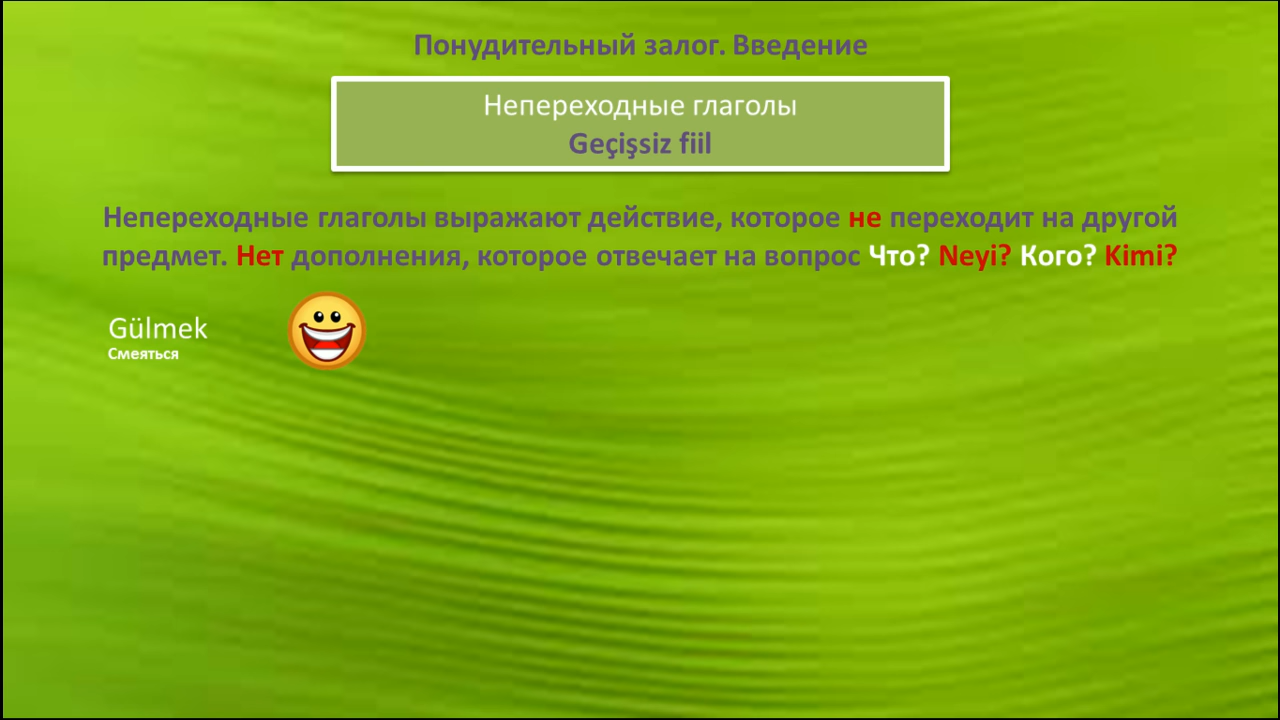 Понудительный залог. Введение
Непереходные глаголы
Geçişsiz fiil
Непереходные глаголы выражают действие, которое не переходит на другой
предмет. Нет дополнения, которое отвечает на вопрос Что? Neyi? Кого? Kimi?
Gülmek
Смеяться